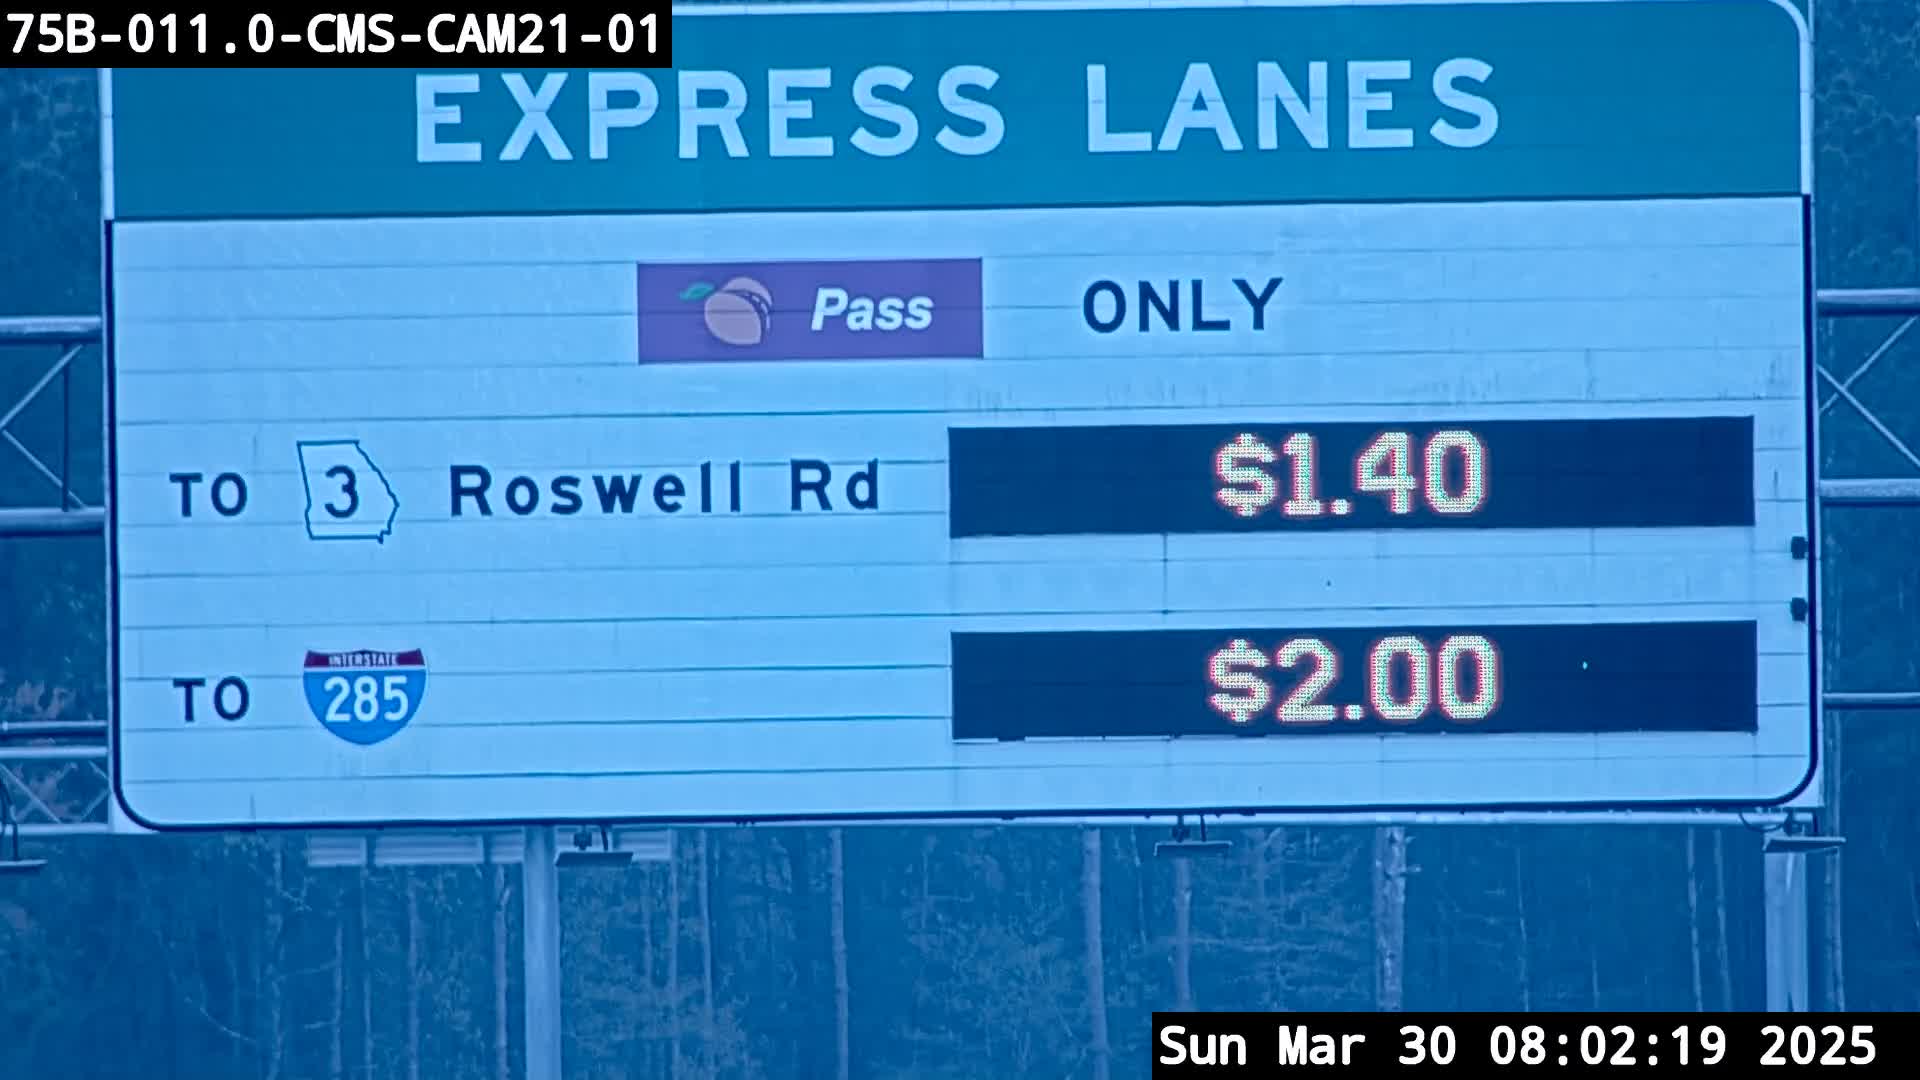 75B-011.0-CMS-CAM21-01
EXPRESS LANES
Pass ONLY
TO 3 Roswell Rd $1.40
TO INTERSTATE 285 $2.00
Sun Mar 30 08:02:19 2025